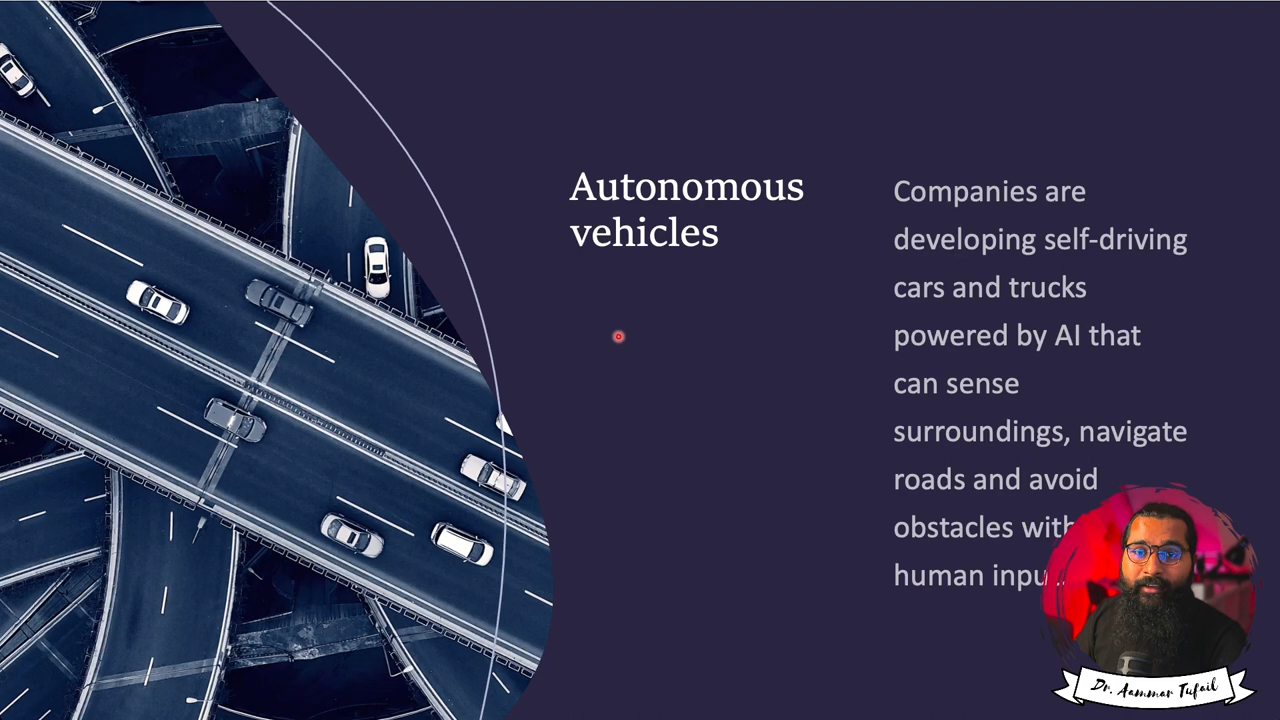 Autonomous
vehicles
Companies are
developing self-driving
cars and trucks
powered by AI that
can sense
surroundings, navigate
roads and avoid
obstacles with
human inpu
Dr. Aammar Tufail